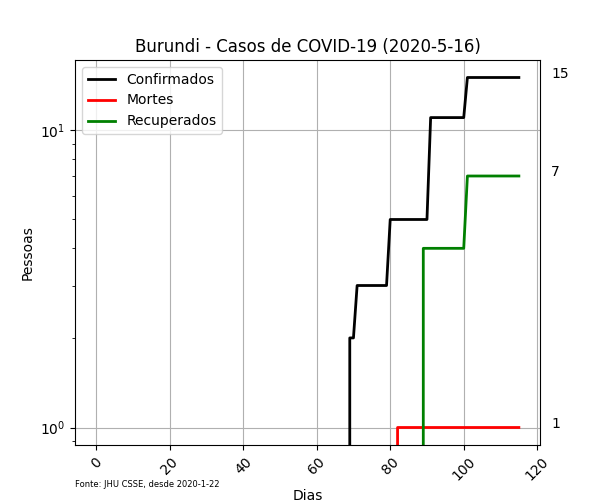 Burundi - Casos de COVID-19 (2020-5-16)
Confirmados
Mortes
Recuperados
15
7
1
10¹
10⁰
Pessoas
0 20 40 60 80 100 120
Fonte: JHU CSSE, desde 2020-1-22
Dias